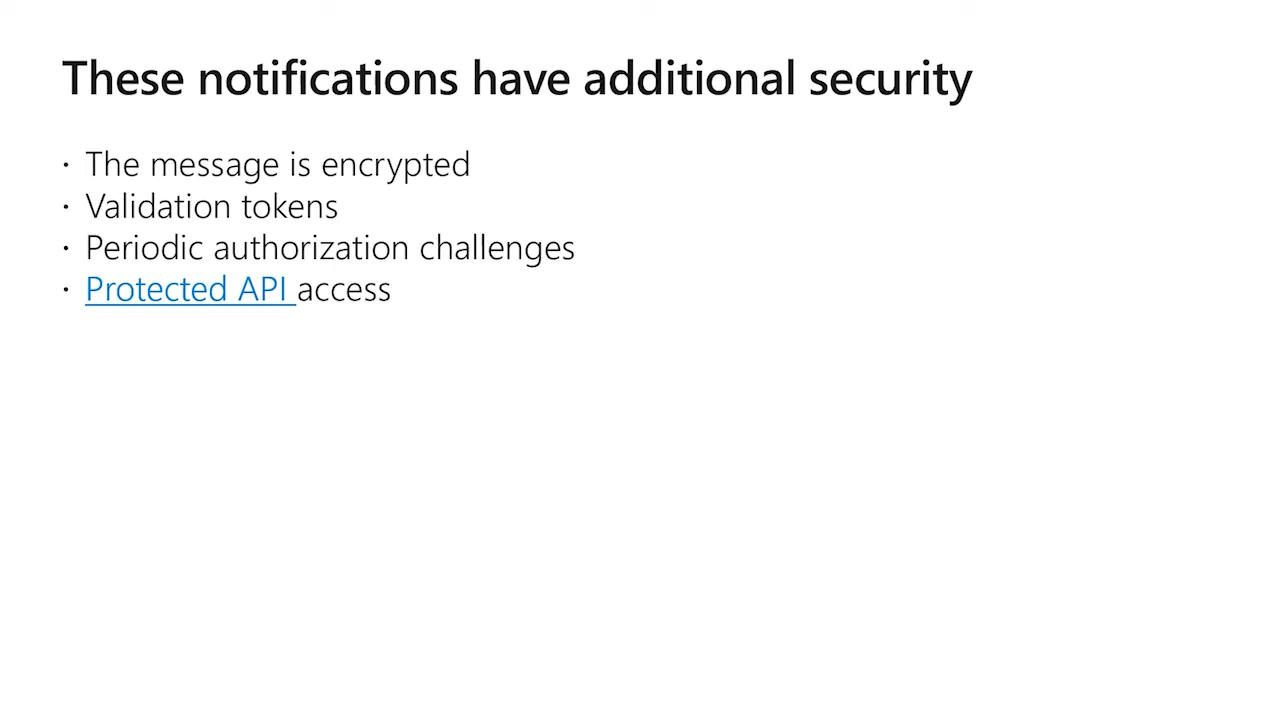 These notifications have additional security
· The message is encrypted
· Validation tokens
· Periodic authorization challenges
· Protected API access